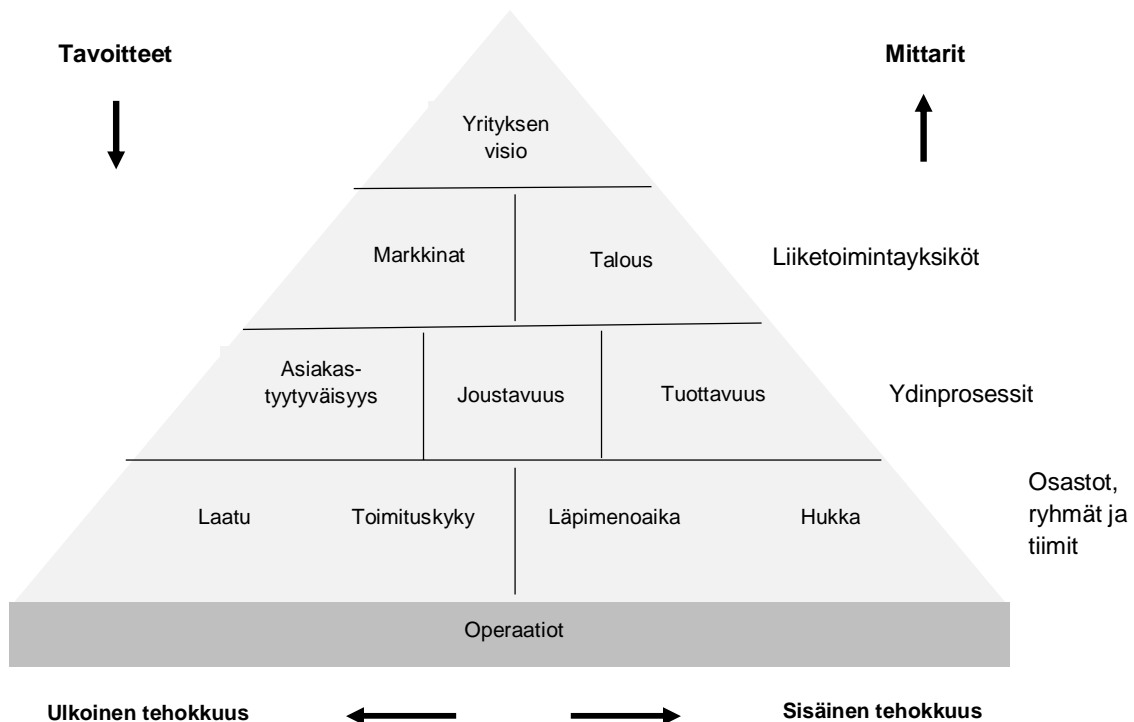 Tavoitteet
Mittarit
Yrityksen
visio
Markkinat
Talous
Liiketoimintayksiköt
Asiakas-
tyytyväisyys
Joustavuus
Tuottavuus
Ydinprosessit
Laatu
Toimituskyky
Läpimenoaika
Hukka
Osastot,
ryhmät ja
tiimit
Operaatiot
Ulkoinen tehokkuus
Sisäinen tehokkuus